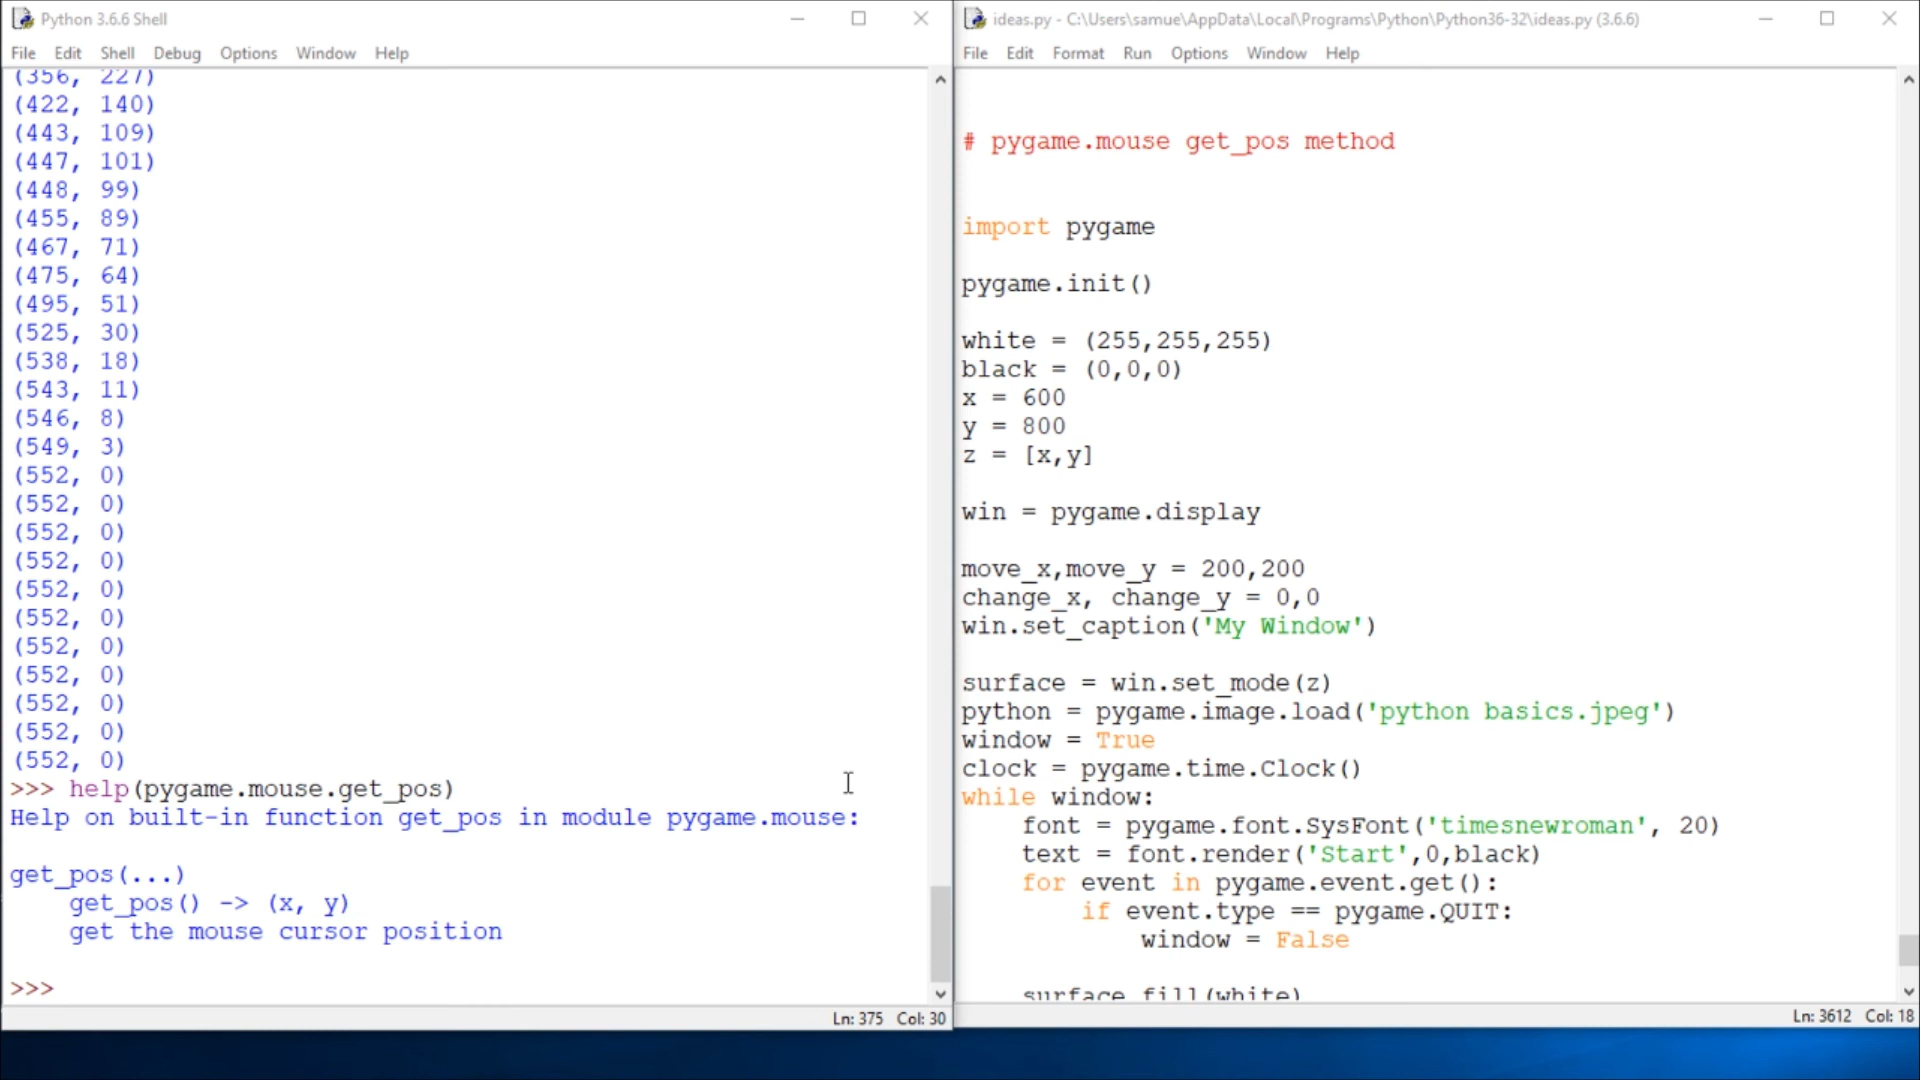 Python 3.6.6 Shell
File Edit Shell Debug Options Window Help
(356, 227)
(422, 140)
(443, 109)
(447, 101)
(448, 99)
(455, 89)
(467, 71)
(475, 64)
(495, 51)
(525, 30)
(538, 18)
(543, 11)
(546, 8)
(549, 3)
(552, 0)
(552, 0)
(552, 0)
(552, 0)
(552, 0)
(552, 0)
(552, 0)
(552, 0)
(552, 0)
(552, 0)
(552, 0)
>>> help(pygame.mouse.get_pos)
Help on built-in function get_pos in module pygame.mouse:
get_pos(...)
get_pos() -> (x, y)
get the mouse cursor position
>>>
Ln: 375 Col: 30
ideas.py - C:\Users\samue\AppData\Local\Programs\Python\Python36-32\ideas.py (3.6.6)
File Edit Format Run Options Window Help
# pygame.mouse get_pos method
import pygame
pygame.init()
white = (255,255,255)
black = (0,0,0)
x = 600
y = 800
z = [x,y]
win = pygame.display
move_x,move_y = 200,200
change_x, change_y = 0,0
win.set_caption('My Window')
surface = win.set_mode(z)
python = pygame.image.load('python basics.jpeg')
window = True
clock = pygame.time.Clock()
while window:
font = pygame.font.SysFont('timesnewroman', 20)
text = font.render('Start',0,black)
for event in pygame.event.get():
if event.type == pygame.QUIT:
window = False
surface.fill(white)
Ln: 3612 Col: 18